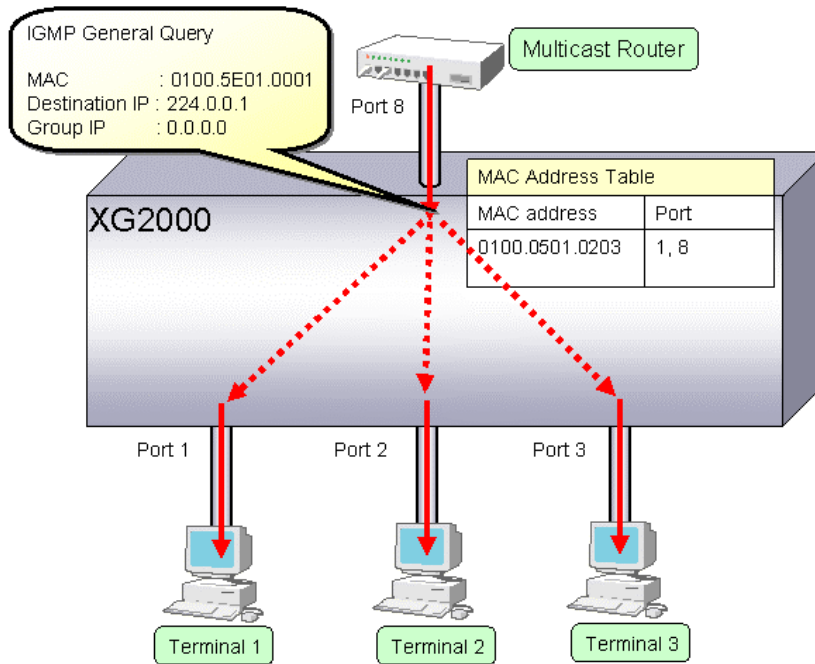 IGMP General Query
MAC : 0100.5E01.0001
Destination IP : 224.0.0.1
Group IP : 0.0.0.0
Multicast Router
Port 8
XG2000
MAC Address Table
MAC address Port
0100.0501.0203 1, 8
Port 1
Port 2
Port 3
Terminal 1
Terminal 2
Terminal 3